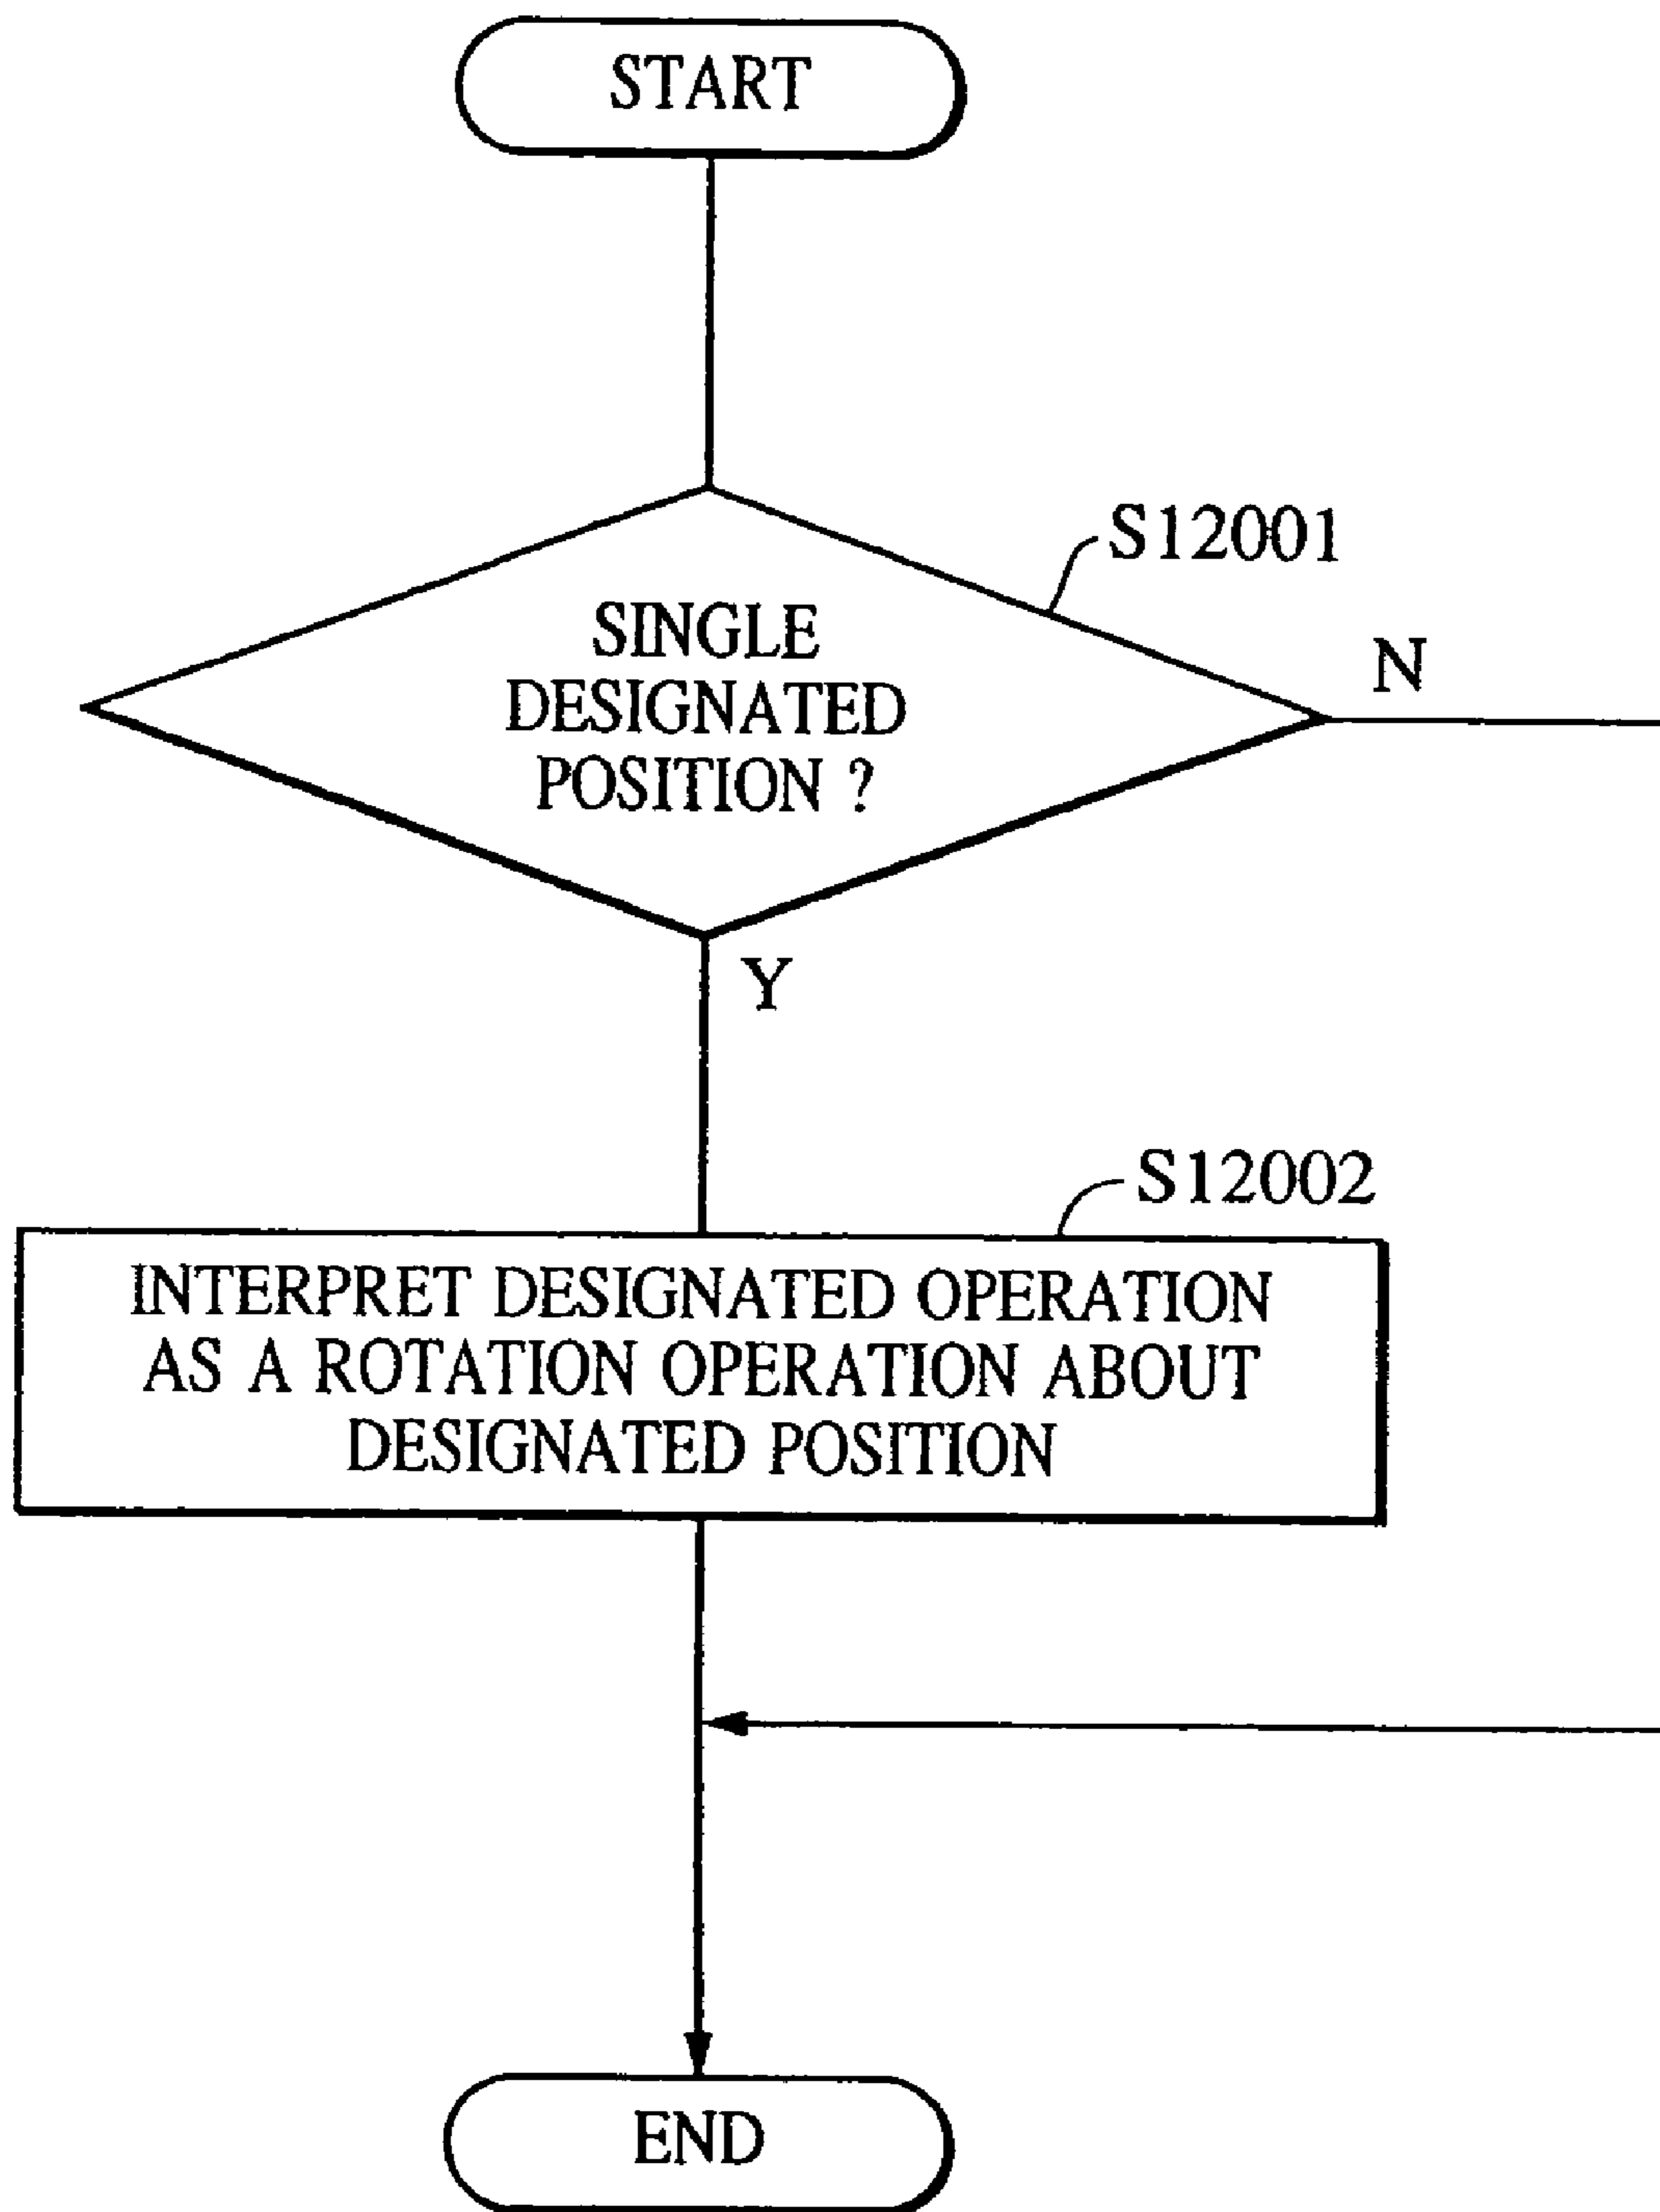 START
S12001
SINGLE
DESIGNATED
POSITION ?
N
Y
S12002
INTERPRET DESIGNATED OPERATION
AS A ROTATION OPERATION ABOUT
DESIGNATED POSITION
END